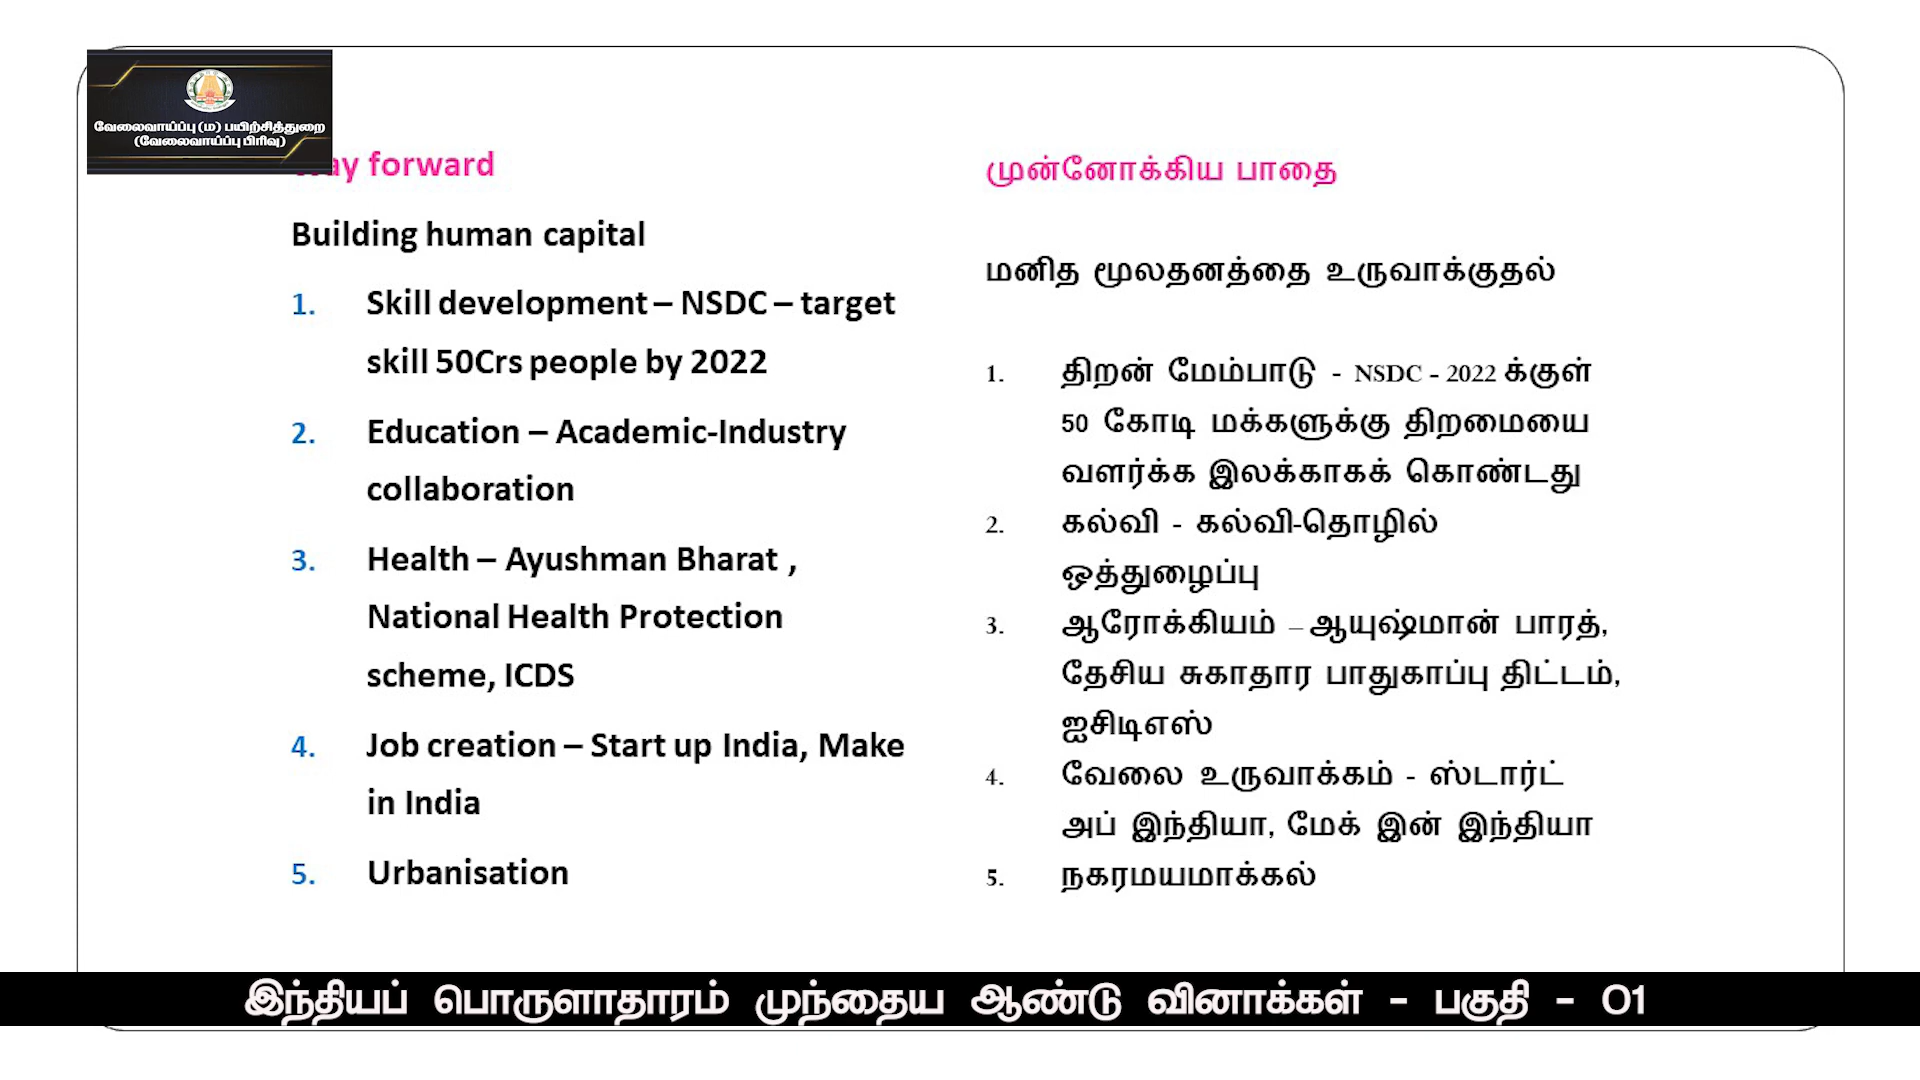 வேலைவாய்ப்பு (ம) பயிற்சித்துறை
(வேலைவாய்ப்பு பிரிவு)
forward
Building human capital
1. Skill development – NSDC – target
skill 50Crs people by 2022
2. Education – Academic-Industry
collaboration
3. Health – Ayushman Bharat ,
National Health Protection
scheme, ICDS
4. Job creation – Start up India, Make
in India
5. Urbanisation
முன்னோக்கிய பாதை
மனித மூலதனத்தை உருவாக்குதல்
1. திறன் மேம்பாடு - NSDC - 2022 க்குள்
50 கோடி மக்களுக்கு திறமையை
வளர்க்க இலக்காகக் கொண்டது
2. கல்வி - கல்வி-தொழில்
ஒத்துழைப்பு
3. ஆரோக்கியம் – ஆயுஷ்மான் பாரத்,
தேசிய சுகாதார பாதுகாப்பு திட்டம்,
ஐசிடிஎஸ்
4. வேலை உருவாக்கம் - ஸ்டார்ட்
அப் இந்தியா, மேக் இன் இந்தியா
5. நகரமயமாக்கல்
இந்தியப் பொருளாதாரம் முந்தைய ஆண்டு வினாக்கள் - பகுதி - 01